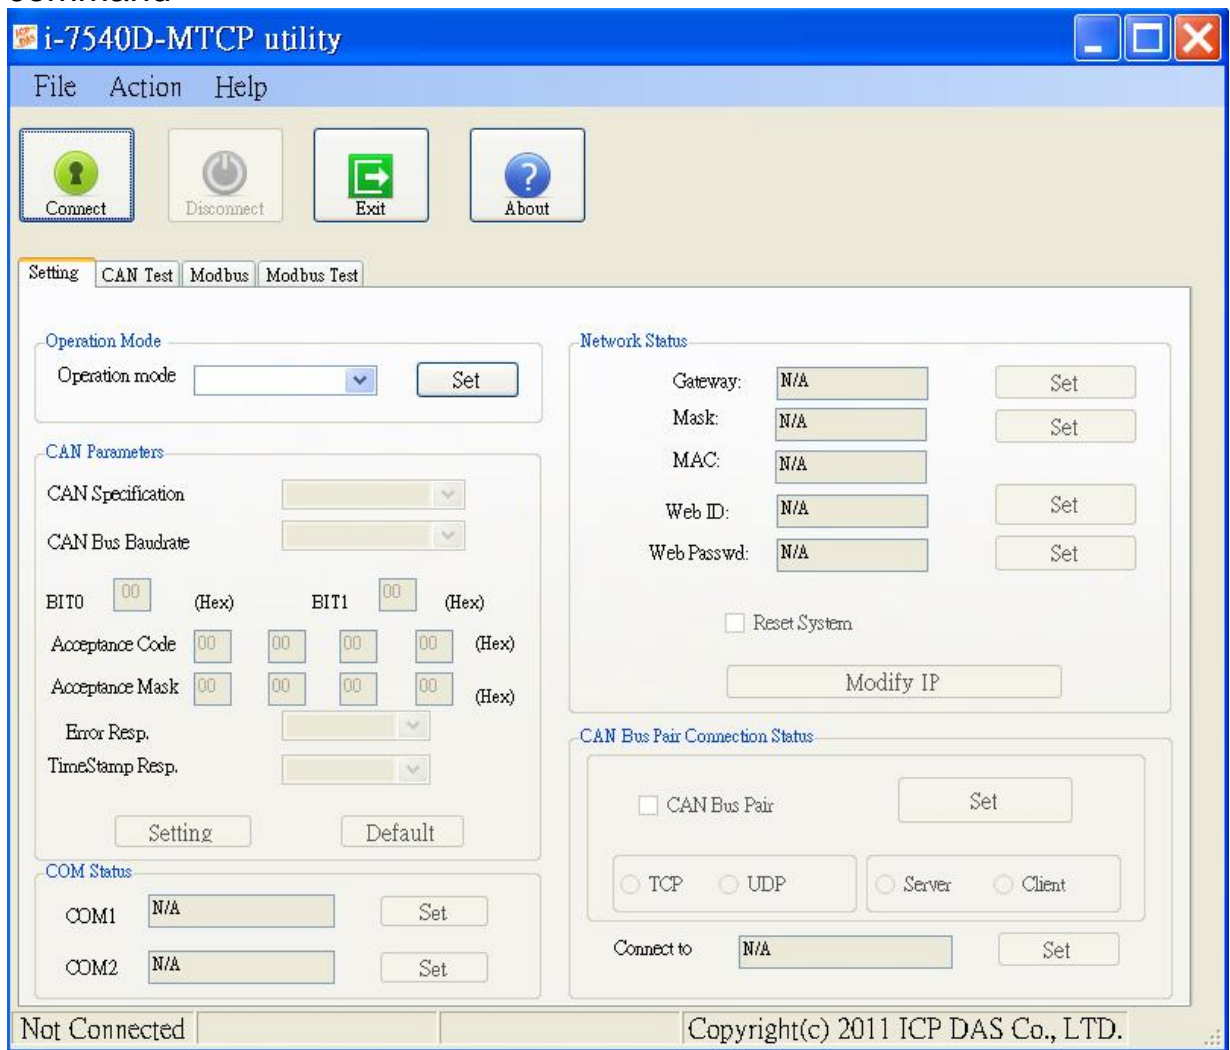 command
i-7540D-MTCP utility
File Action Help
Connect Disconnect Exit About
Setting CAN Test Modbus Modbus Test
Operation Mode
Operation mode Set
CAN Parameters
CAN Specification
CAN Bus Baudrate
BIT0 00 (Hex) BIT1 00 (Hex)
Acceptance Code 00 00 00 00 (Hex)
Acceptance Mask 00 00 00 00 (Hex)
Error Resp.
TimeStamp Resp.
Setting Default
COM Status
COM1 N/A Set
COM2 N/A Set
Network Status
Gateway: N/A Set
Mask: N/A Set
MAC: N/A
Web ID: N/A Set
Web Passwd: N/A Set
Reset System
Modify IP
CAN Bus Pair Connection Status
CAN Bus Pair Set
TCP UDP Server Client
Connect to N/A Set
Not Connected Copyright(c) 2011 ICP DAS Co., LTD.